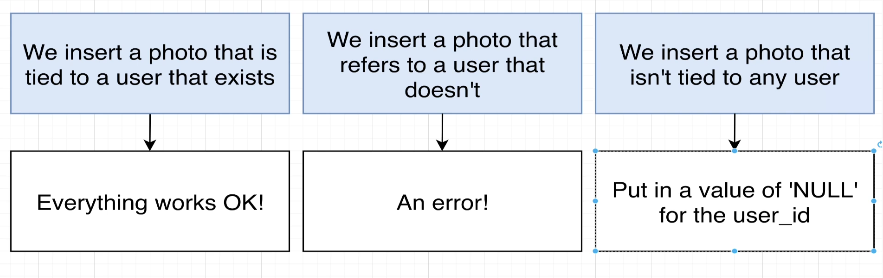 We insert a photo that is
tied to a user that exists
We insert a photo that
refers to a user that
doesn't
We insert a photo that
isn't tied to any user
Everything works OK!
An error!
Put in a value of 'NULL'
for the user_id